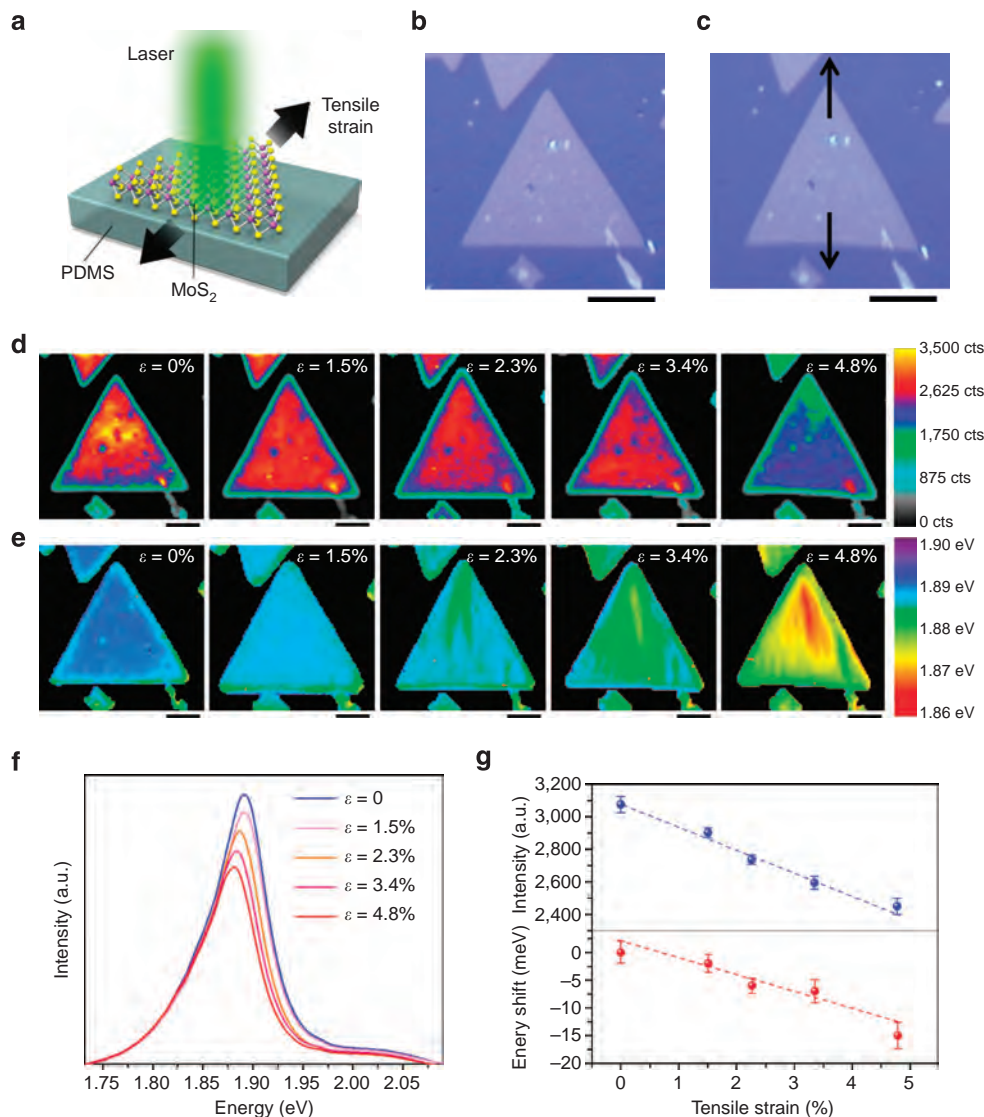 a
Laser
Tensile
strain
PDMS
MoS₂
b
c
d
ε = 0%
ε = 1.5%
ε = 2.3%
ε = 3.4%
ε = 4.8%
3,500 cts
2,625 cts
1,750 cts
875 cts
0 cts
e
ε = 0%
ε = 1.5%
ε = 2.3%
ε = 3.4%
ε = 4.8%
1.90 eV
1.89 eV
1.88 eV
1.87 eV
1.86 eV
f
Intensity (a.u.)
ε = 0
ε = 1.5%
ε = 2.3%
ε = 3.4%
ε = 4.8%
1.75 1.80 1.85 1.90 1.95 2.00 2.05
Energy (eV)
g
Intensity (a.u.)
3,200
3,000
2,800
2,600
2,400
Enery shift (meV)
0
−5
−10
−15
−20
0 1 2 3 4 5
Tensile strain (%)